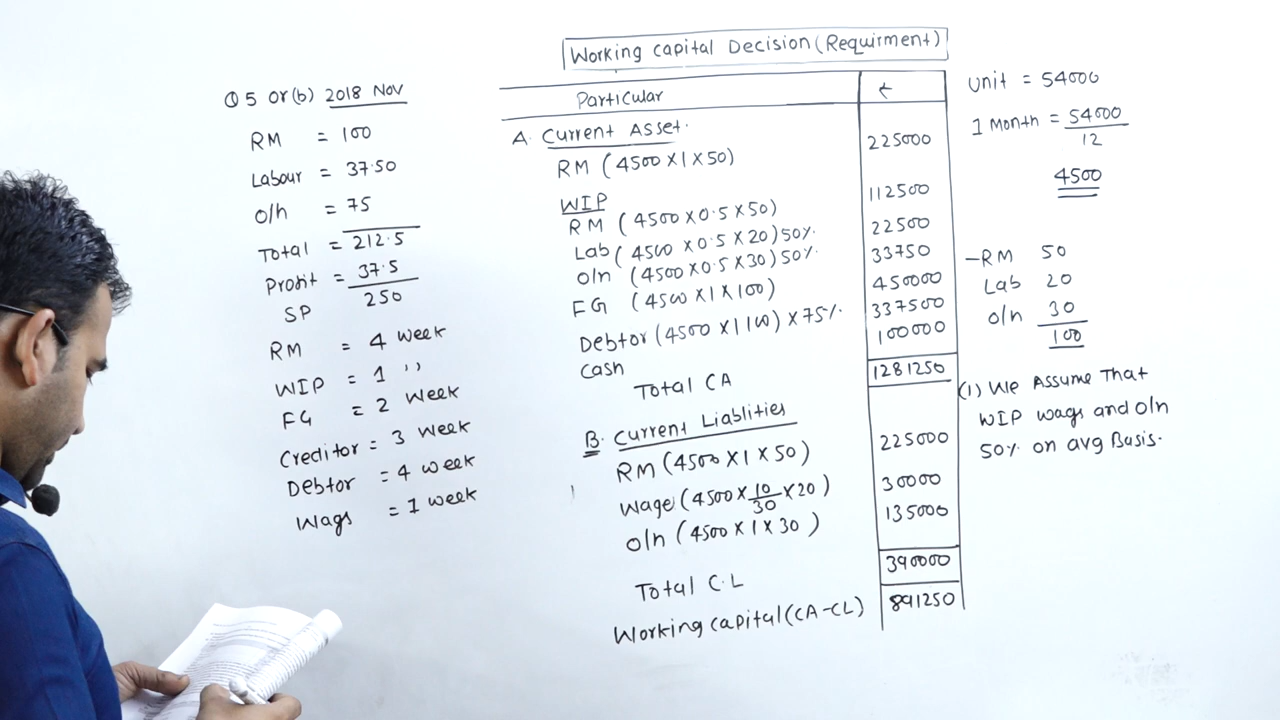 Working Capital Decision (Requirment)
Q5 or (b) 2018 Nov
RM = 100
Labour = 37.50
O/h = 75
Total = 212.5
Profit = 37.5
SP 250
RM = 4 Week
WIP = 1 ,,
FG = 2 Week
Creditor = 3 Week
Debtor = 4 week
Wags = 1 week
Particular ₹
A. Current Asset.
RM (4500 X 1 X 50) 225000
WIP
RM (4500 X 0.5 X 50) 112500
Lab (4500 X 0.5 X 20) 50% 22500
O/n (4500 X 0.5 X 30) 50% 33750
FG (4500 X 1 X 100) 450000
Debtor (4500 X 1 100) X 75% 337500
Cash 100000
Total CA 1281250
B. Current Liablities
RM (4500 X 1 X 50) 225000
Wage (4500 X 10/30 X 20) 30000
O/n (4500 X 1 X 30) 135000
Total C.L 390000
Working Capital (CA-CL) 891250
Unit = 54000
1 Month = 54000/12
4500
-RM 50
Lab 20
O/n 30
100
(1) We Assume That
WIP wags and O/n
50% on avg Basis.